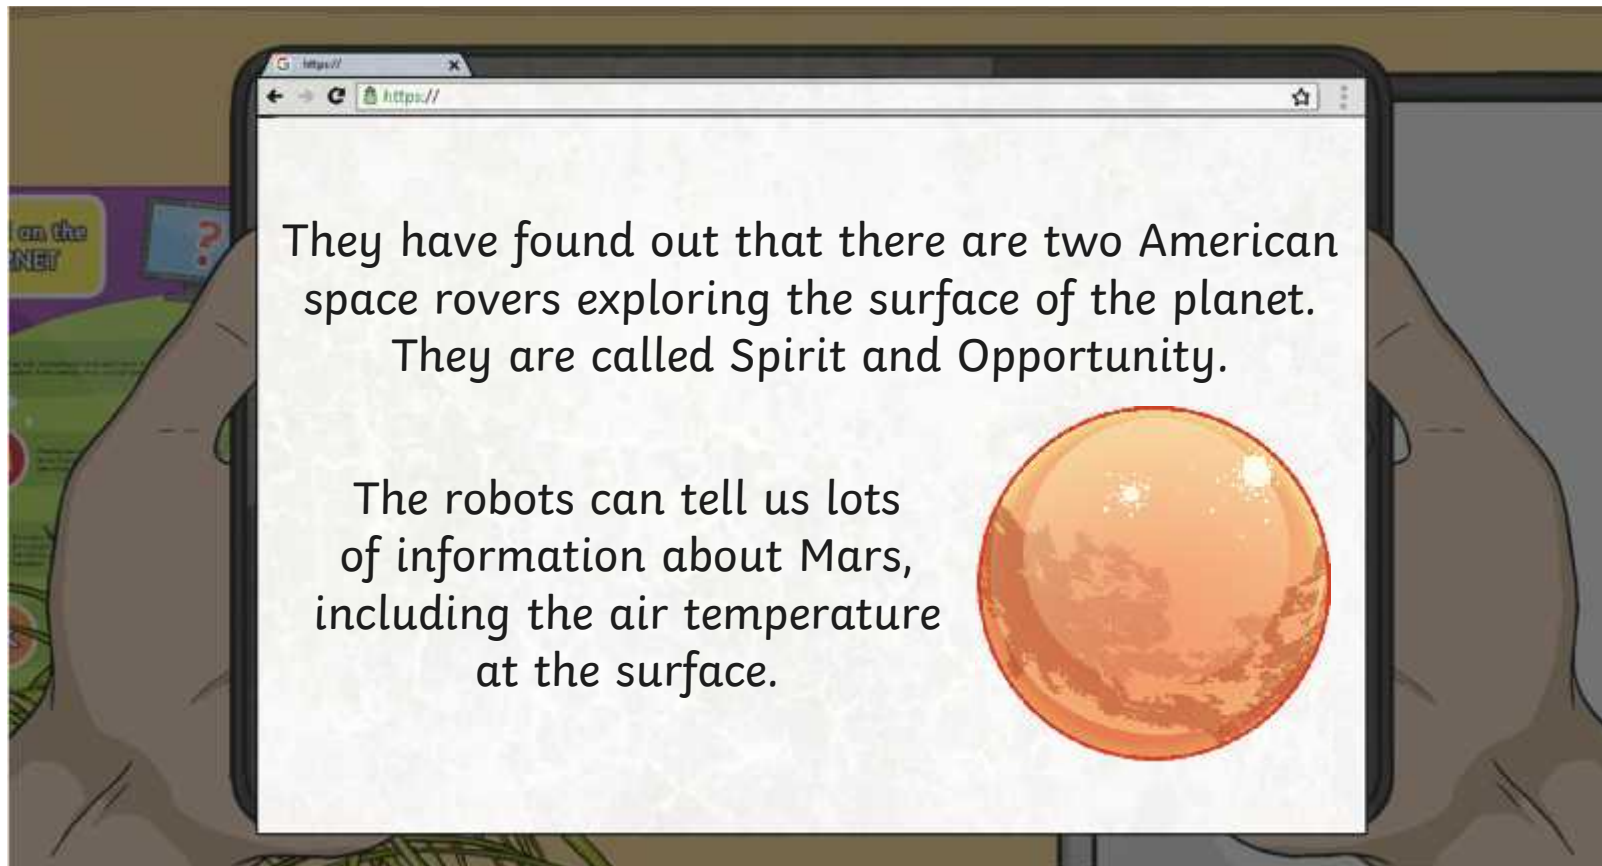 https://
https://
on the
?
They have found out that there are two American
space rovers exploring the surface of the planet.
They are called Spirit and Opportunity.
The robots can tell us lots
of information about Mars,
including the air temperature
at the surface.